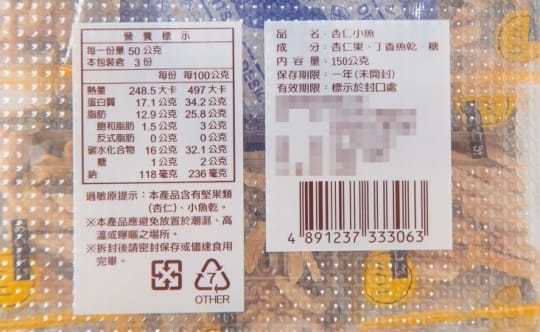 營養標示
每一份量 50 公克
本包裝含 3 份
每份 每100公克
熱量 248.5 大卡 497 大卡
蛋白質 17.1 公克 34.2 公克
脂肪 12.9 公克 25.8 公克
飽和脂肪 1.5 公克 3 公克
反式脂肪 0 公克 0 公克
碳水化合物 16 公克 32.1 公克
糖 1 公克 2 公克
鈉 118 毫克 236 毫克
過敏原提示：本產品含有堅果類
(杏仁)、小魚乾。
※本產品應避免放置於潮濕、高
溫或曝曬之場所。
※拆封後請密封保存或儘速食用
完畢。
7
OTHER
品名：杏仁小魚
成分：杏仁果、丁香魚乾、糖
內容量：150公克
保存期限：一年(未開封)
有效期限：標示於封口處
4 891237 333063